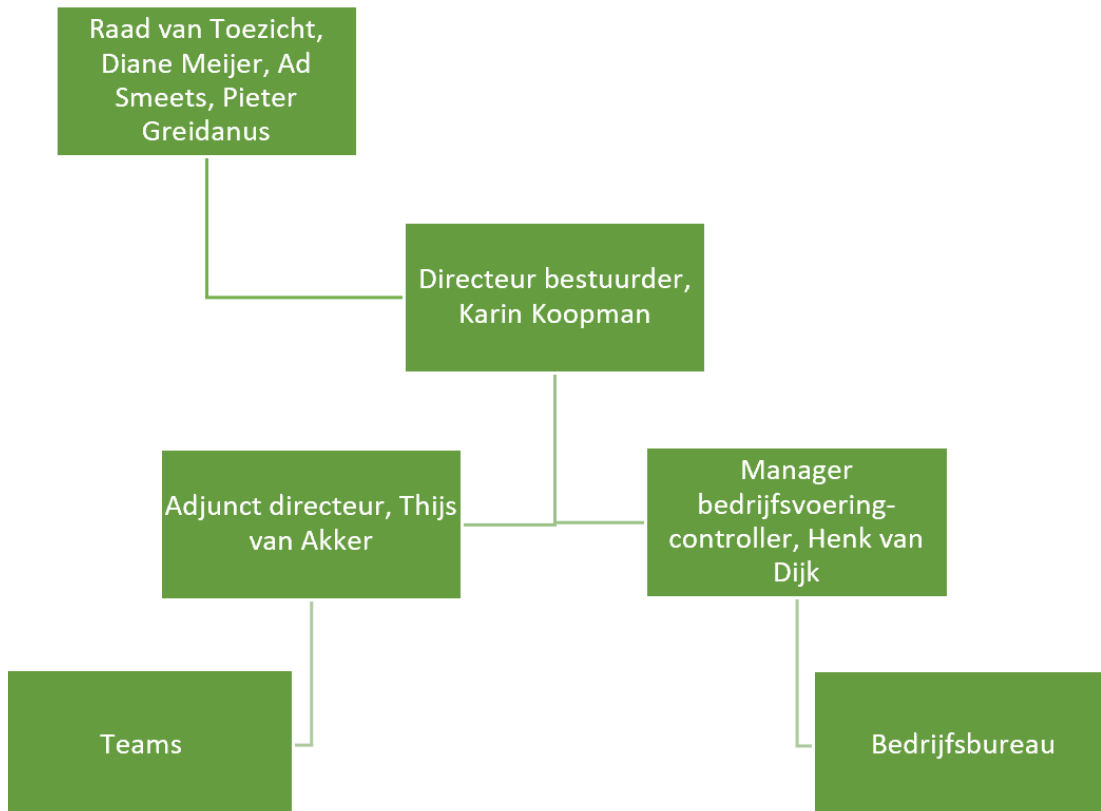 Raad van Toezicht,
Diane Meijer, Ad
Smeets, Pieter
Greidanus
Directeur bestuurder,
Karin Koopman
Adjunct directeur, Thijs
van Akker
Manager
bedrijfsvoering-
controller, Henk van
Dijk
Teams
Bedrijfsbureau